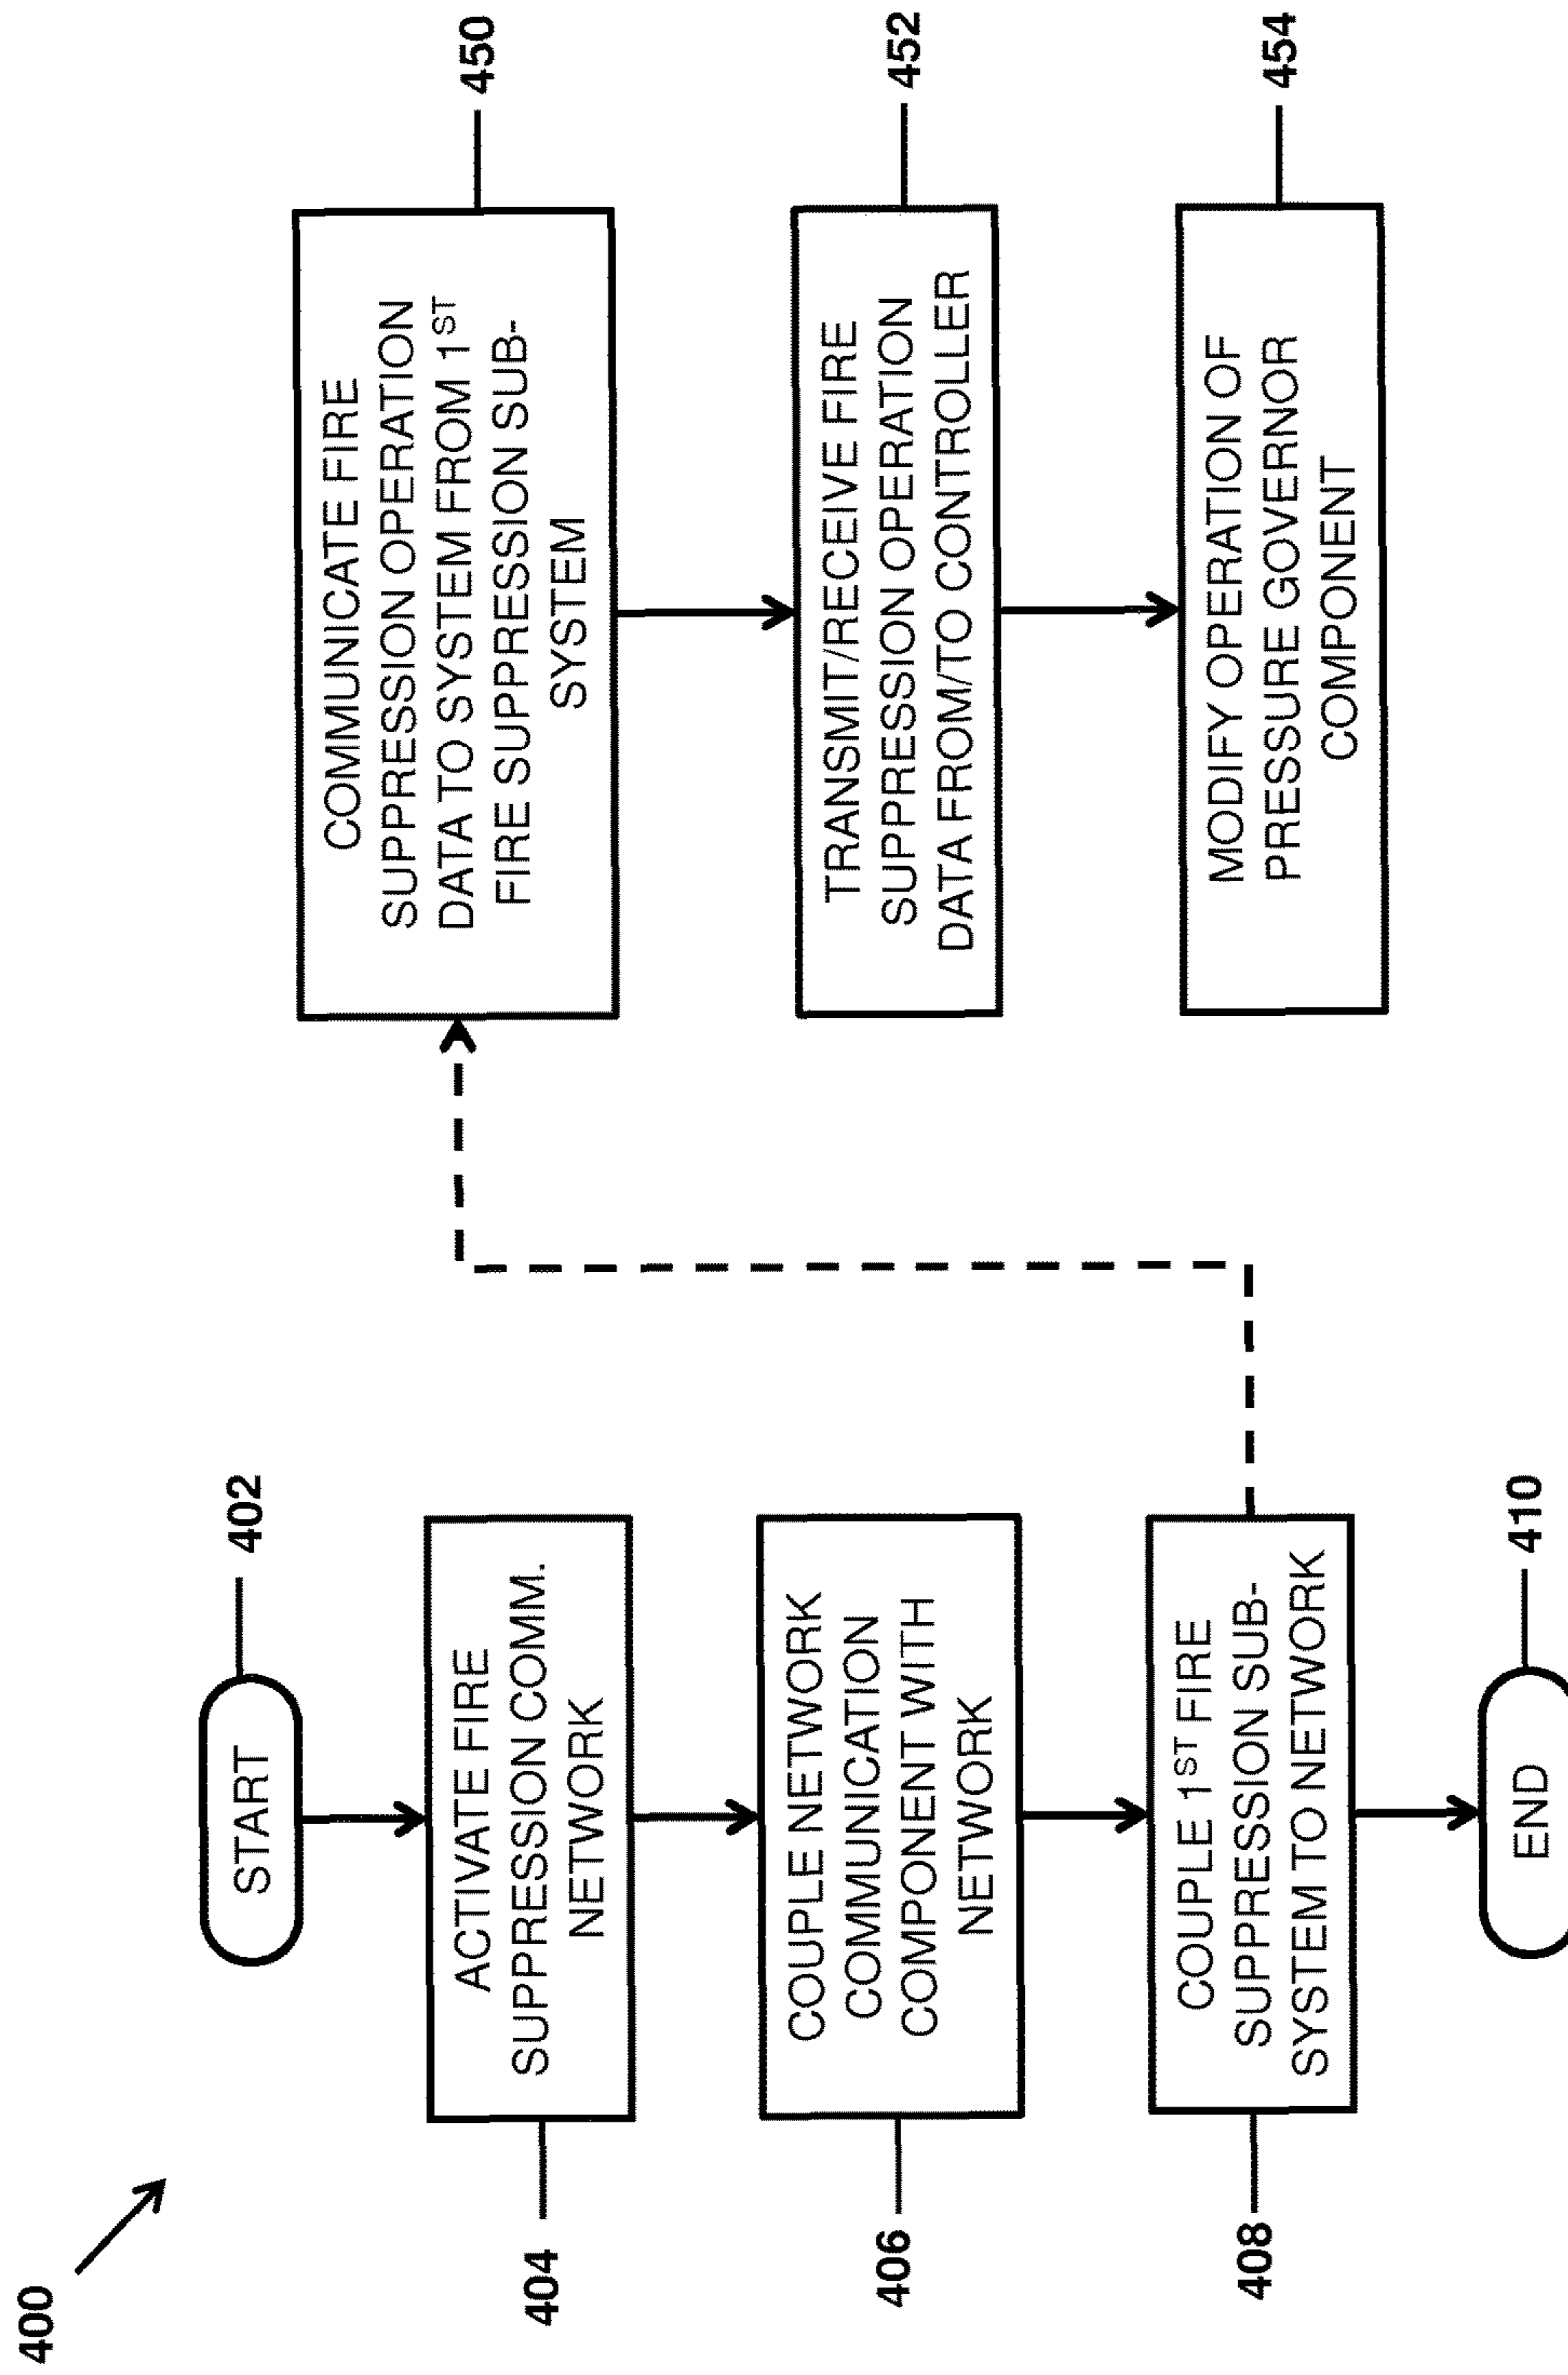 400
START
402
ACTIVATE FIRE
SUPPRESSION COMM.
NETWORK
404
COUPLE NETWORK
COMMUNICATION
COMPONENT WITH
NETWORK
406
COUPLE 1ST FIRE
SUPPRESSION SUB-
SYSTEM TO NETWORK
408
END
410
COMMUNICATE FIRE
SUPPRESSION OPERATION
DATA TO SYSTEM FROM 1ST
FIRE SUPPRESSION SUB-
SYSTEM
450
TRANSMIT/RECEIVE FIRE
SUPPRESSION OPERATION
DATA FROM/TO CONTROLLER
452
MODIFY OPERATION OF
PRESSURE GOVERNOR
COMPONENT
454